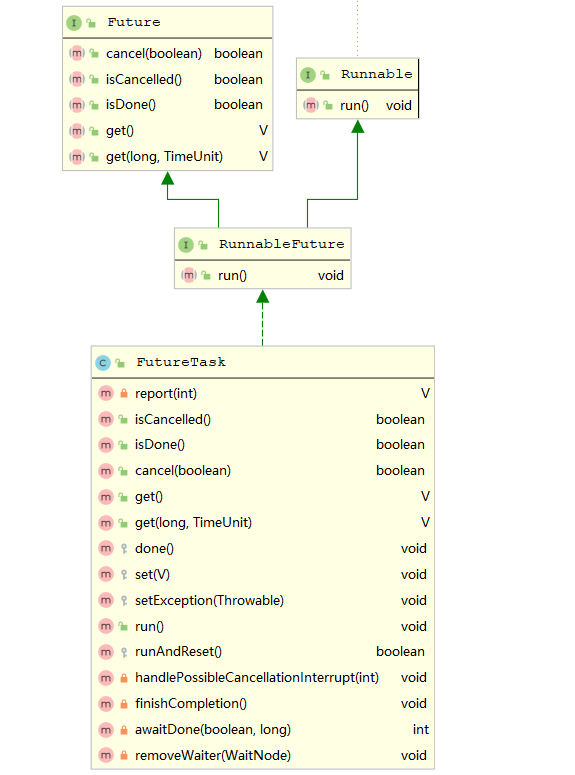 Future
cancel(boolean) boolean
isCancelled() boolean
isDone() boolean
get() V
get(long, TimeUnit) V
Runnable
run() void
RunnableFuture
run() void
FutureTask
report(int) V
isCancelled() boolean
isDone() boolean
cancel(boolean) boolean
get() V
get(long, TimeUnit) V
done() void
set(V) void
setException(Throwable) void
run() void
runAndReset() boolean
handlePossibleCancellationInterrupt(int) void
finishCompletion() void
awaitDone(boolean, long) int
removeWaiter(WaitNode) void